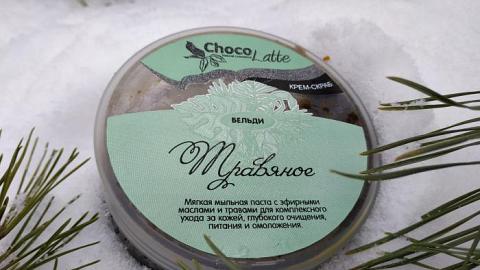 Choco
Latte
КРЕМ-СКРАБ
БЕЛЬДИ
Травяное
Мягкая мыльная паста с эфирными
маслами и травами для комплексного
ухода за кожей, глубокого очищения,
питания и омоложения.